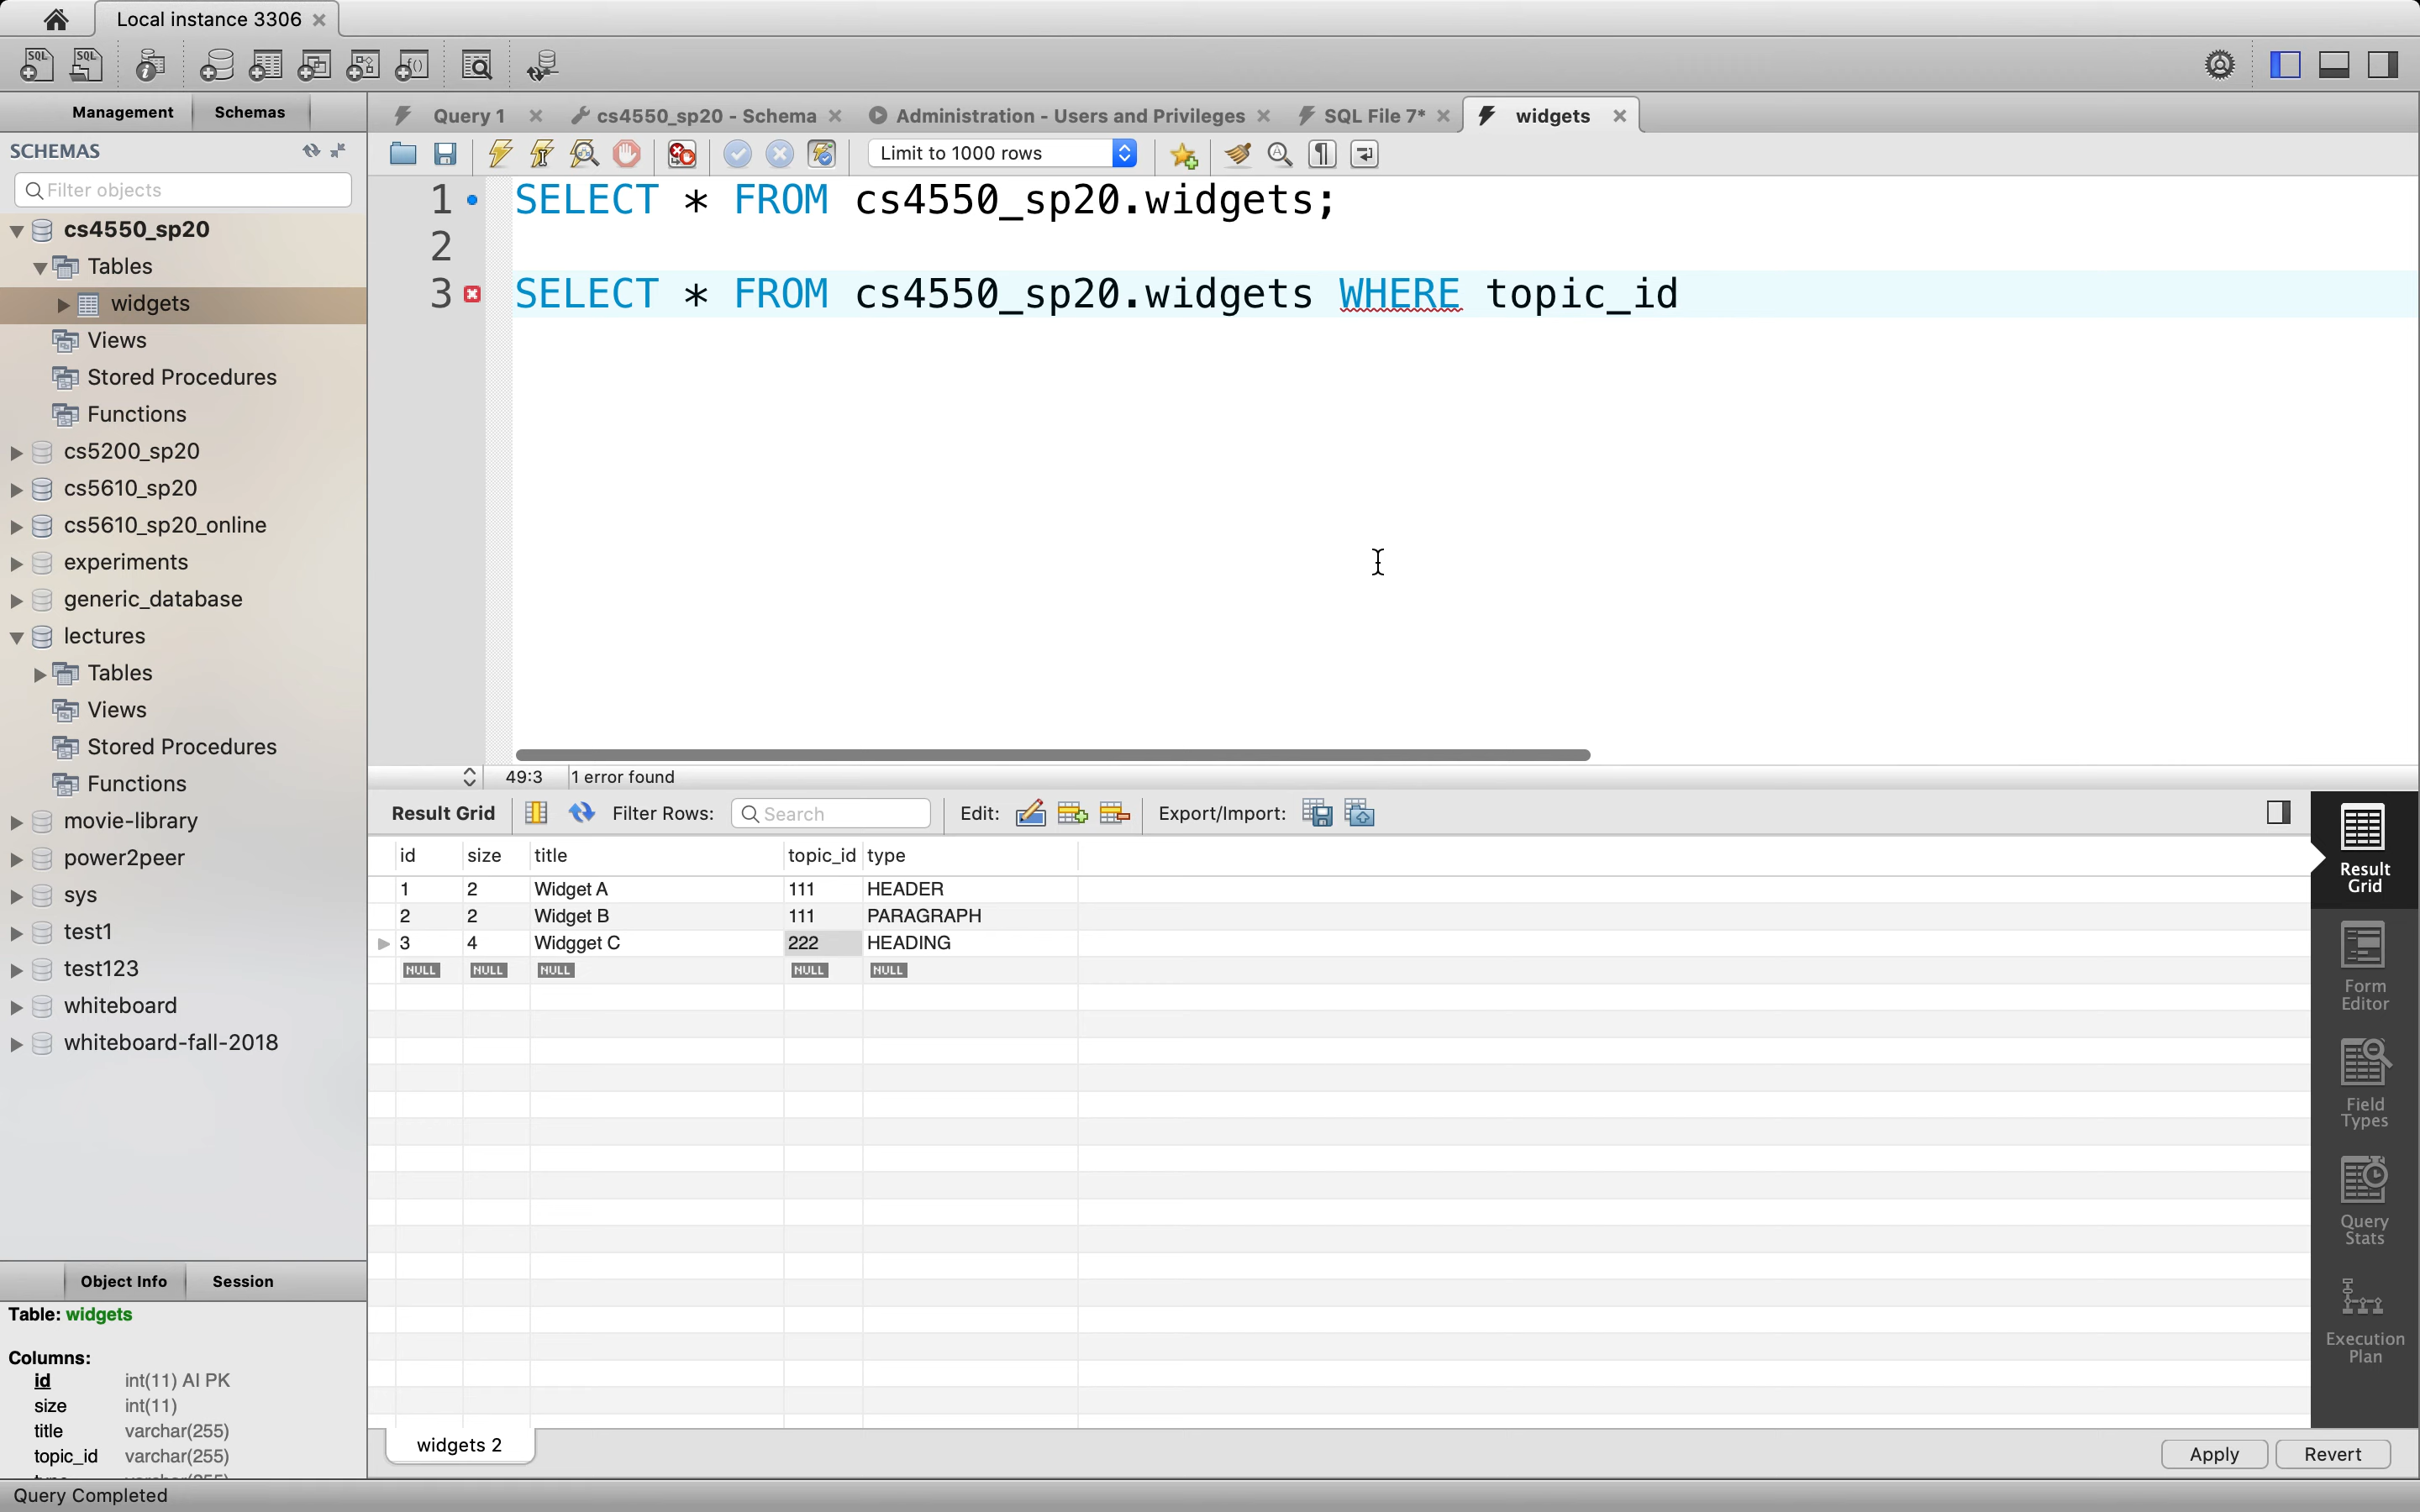 Local instance 3306
Management Schemas
SCHEMAS
Filter objects
cs4550_sp20
Tables
widgets
Views
Stored Procedures
Functions
cs5200_sp20
cs5610_sp20
cs5610_sp20_online
experiments
generic_database
lectures
Tables
Views
Stored Procedures
Functions
movie-library
power2peer
sys
test1
test123
whiteboard
whiteboard-fall-2018
Object Info Session
Table: widgets
Columns:
id int(11) AI PK
size int(11)
title varchar(255)
topic_id varchar(255)
Query 1 cs4550_sp20 - Schema Administration - Users and Privileges SQL File 7* widgets
Limit to 1000 rows
1 SELECT * FROM cs4550_sp20.widgets;
2
3 SELECT * FROM cs4550_sp20.widgets WHERE topic_id
49:3 1 error found
Result Grid Filter Rows: Search Edit: Export/Import:
id size title topic_id type
1 2 Widget A 111 HEADER
2 2 Widget B 111 PARAGRAPH
3 4 Widgget C 222 HEADING
NULL NULL NULL NULL NULL
Result
Grid
Form
Editor
Field
Types
Query
Stats
Execution
Plan
widgets 2
Apply Revert
Query Completed